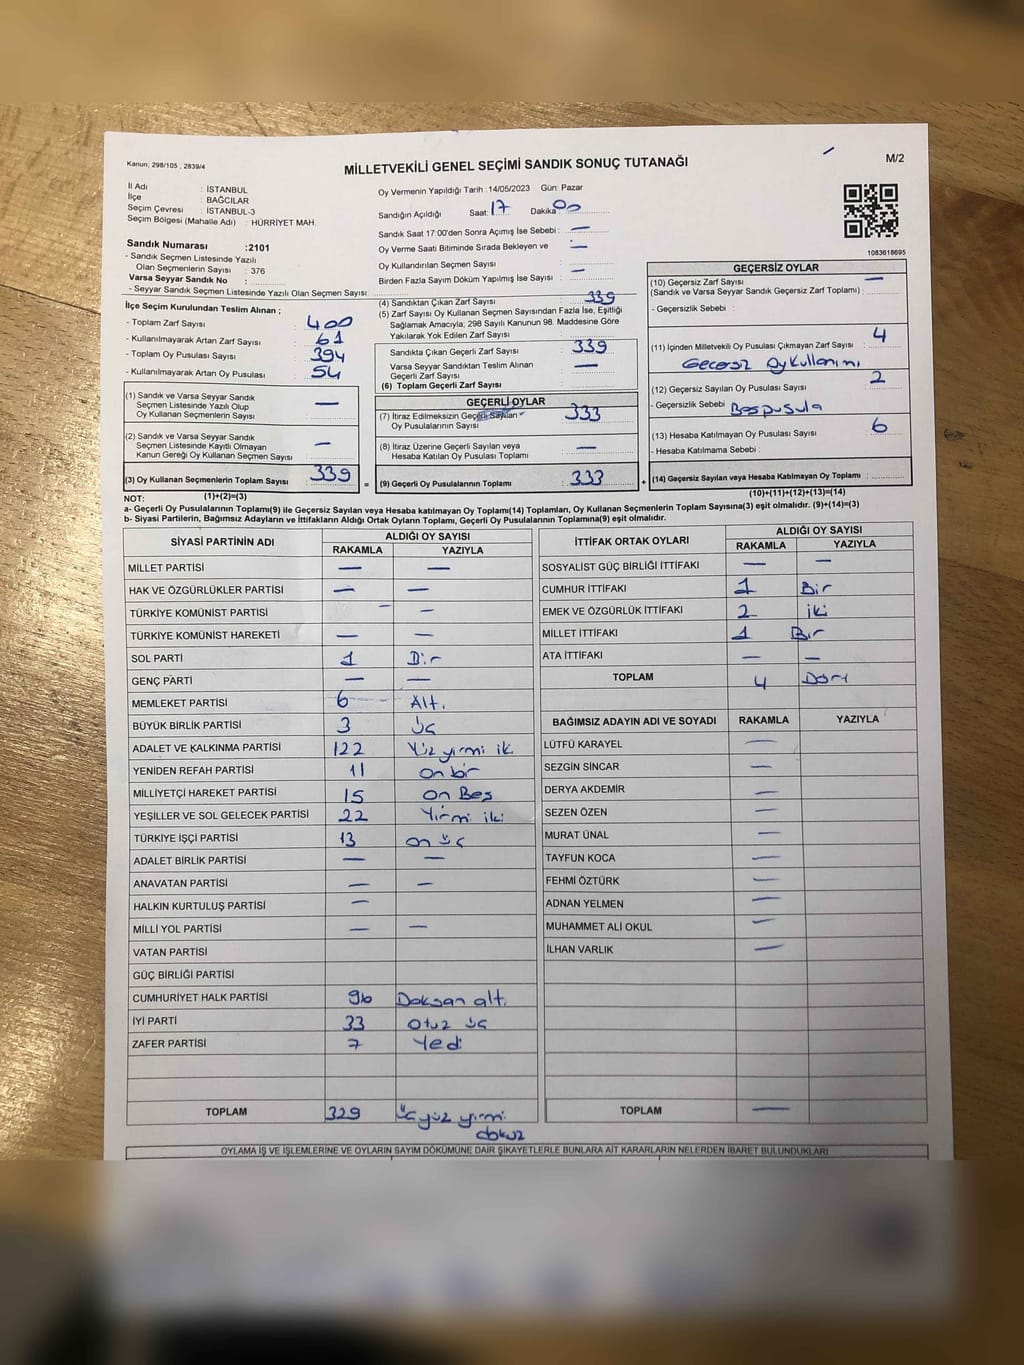 Kanun: 298/105 , 2839/4
MİLLETVEKİLİ GENEL SEÇİMİ SANDIK SONUÇ TUTANAĞI
M/2
İl Adı : İSTANBUL
İlçe : BAĞCILAR
Seçim Çevresi : İSTANBUL-3
Seçim Bölgesi (Mahalle Adı) : HÜRRİYET MAH.
Oy Vermenin Yapıldığı Tarih : 14/05/2023 Gün: Pazar
Sandığın Açıldığı Saat: 17 Dakika: 00
Sandık Saat 17:00'den Sonra Açılmış İse Sebebi : —
Oy Verme Saati Bitiminde Sırada Bekleyen ve —
Oy Kullandırılan Seçmen Sayısı
Birden Fazla Sayım Döküm Yapılmış İse Sayısı : —
1083618695
Sandık Numarası :2101
- Sandık Seçmen Listesinde Yazılı
Olan Seçmenlerin Sayısı : 376
Varsa Seyyar Sandık No :
- Seyyar Sandık Seçmen Listesinde Yazılı Olan Seçmen Sayısı:
İlçe Seçim Kurulundan Teslim Alınan ;
- Toplam Zarf Sayısı : 400
- Kullanılmayarak Artan Zarf Sayısı : 61
- Toplam Oy Pusulası Sayısı : 394
- Kullanılmayarak Artan Oy Pusulası : 54
(1) Sandık ve Varsa Seyyar Sandık
Seçmen Listesinde Yazılı Olup
Oy Kullanan Seçmenlerin Sayısı —
(2) Sandık ve Varsa Seyyar Sandık
Seçmen Listesinde Kayıtlı Olmayan
Kanun Gereği Oy Kullanan Seçmen Sayısı —
(3) Oy Kullanan Seçmenlerin Toplam Sayısı : 339
(1)+(2)=(3)
(4) Sandıktan Çıkan Zarf Sayısı : 339
(5) Zarf Sayısı Oy Kullanan Seçmen Sayısından Fazla İse, Eşitliği
Sağlamak Amacıyla; 298 Sayılı Kanunun 98. Maddesine Göre
Yakılarak Yok Edilen Zarf Sayısı :
Sandıkta Çıkan Geçerli Zarf Sayısı : 339
Varsa Seyyar Sandıktan Teslim Alınan
Geçerli Zarf Sayısı : —
(6) Toplam Geçerli Zarf Sayısı
GEÇERLİ OYLAR
(7) İtiraz Edilmeksizin Geçerli Sayılan
Oy Pusulalarının Sayısı : 333
(8) İtiraz Üzerine Geçerli Sayılan veya
Hesaba Katılan Oy Pusulası Toplamı : —
(9) Geçerli Oy Pusulalarının Toplamı : 333
GEÇERSİZ OYLAR
(10) Geçersiz Zarf Sayısı —
(Sandık ve Varsa Seyyar Sandık Geçersiz Zarf Toplamı) :
- Geçersizlik Sebebi :
(11) İçinden Milletvekili Oy Pusulası Çıkmayan Zarf Sayısı : 4
Gecersiz Oy Kullanımı
(12) Geçersiz Sayılan Oy Pusulası Sayısı : 2
- Geçersizlik Sebebi Bospusula
(13) Hesaba Katılmayan Oy Pusulası Sayısı : 6
- Hesaba Katılmama Sebebi :
(14) Geçersiz Sayılan veya Hesaba Katılmayan Oy Toplamı :
(10)+(11)+(12)+(13)=(14)
NOT:
a- Geçerli Oy Pusulalarının Toplamı(9) ile Geçersiz Sayılan veya Hesaba katılmayan Oy Toplamı(14) Toplamları, Oy Kullanan Seçmenlerin Toplam Sayısına(3) eşit olmalıdır. (9)+(14)=(3)
b- Siyasi Partilerin, Bağımsız Adayların ve İttifakların Aldığı Ortak Oyların Toplamı, Geçerli Oy Pusulalarının Toplamına(9) eşit olmalıdır.
SİYASİ PARTİNİN ADI ALDIĞI OY SAYISI
RAKAMLA YAZIYLA
MİLLET PARTİSİ — —
HAK VE ÖZGÜRLÜKLER PARTİSİ — —
TÜRKİYE KOMÜNİST PARTİSİ — —
TÜRKİYE KOMÜNİST HAREKETİ — —
SOL PARTİ 1 Bir
GENÇ PARTİ — —
MEMLEKET PARTİSİ 6 Altı
BÜYÜK BİRLİK PARTİSİ 3 üç
ADALET VE KALKINMA PARTİSİ 122 Yüz yirmi iki
YENİDEN REFAH PARTİSİ 11 on bir
MİLLİYETÇİ HAREKET PARTİSİ 15 on Beş
YEŞİLLER VE SOL GELECEK PARTİSİ 22 Yirmi iki
TÜRKİYE İŞÇİ PARTİSİ 13 on üç
ADALET BİRLİK PARTİSİ — —
ANAVATAN PARTİSİ — —
HALKIN KURTULUŞ PARTİSİ —
MİLLİ YOL PARTİSİ — —
VATAN PARTİSİ
GÜÇ BİRLİĞİ PARTİSİ
CUMHURİYET HALK PARTİSİ 96 Doksan altı
İYİ PARTİ 33 otuz üç
ZAFER PARTİSİ 7 Yedi
TOPLAM 329 üçyüz yirmi
dokuz
İTTİFAK ORTAK OYLARI ALDIĞI OY SAYISI
RAKAMLA YAZIYLA
SOSYALİST GÜÇ BİRLİĞİ İTTİFAKI — —
CUMHUR İTTİFAKI 1 Bir
EMEK VE ÖZGÜRLÜK İTTİFAKI 2 iki
MİLLET İTTİFAKI 1 Bir
ATA İTTİFAKI — —
TOPLAM 4 Dört
BAĞIMSIZ ADAYIN ADI VE SOYADI RAKAMLA YAZIYLA
LÜTFÜ KARAYEL —
SEZGİN SİNCAR —
DERYA AKDEMİR —
SEZEN ÖZEN —
MURAT ÜNAL —
TAYFUN KOCA —
FEHMİ ÖZTÜRK —
ADNAN YELMEN —
MUHAMMET ALİ OKUL —
İLHAN VARLIK —
TOPLAM —
OYLAMA İŞ VE İŞLEMLERİNE VE OYLARIN SAYIM DÖKÜMÜNE DAİR ŞİKAYETLERLE BUNLARA AİT KARARLARIN NELERDEN İBARET BULUNDUKLARI